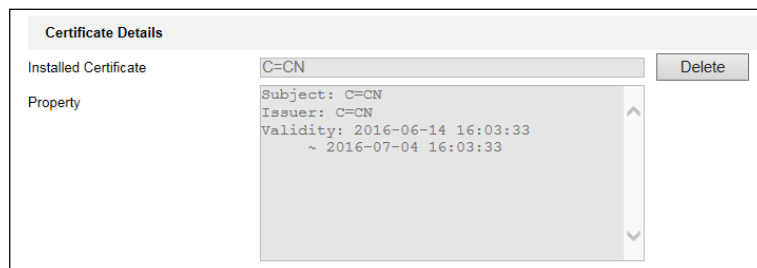 Certificate Details
Installed Certificate C=CN Delete
Property
Subject: C=CN
Issuer: C=CN
Validity: 2016-06-14 16:03:33
~ 2016-07-04 16:03:33